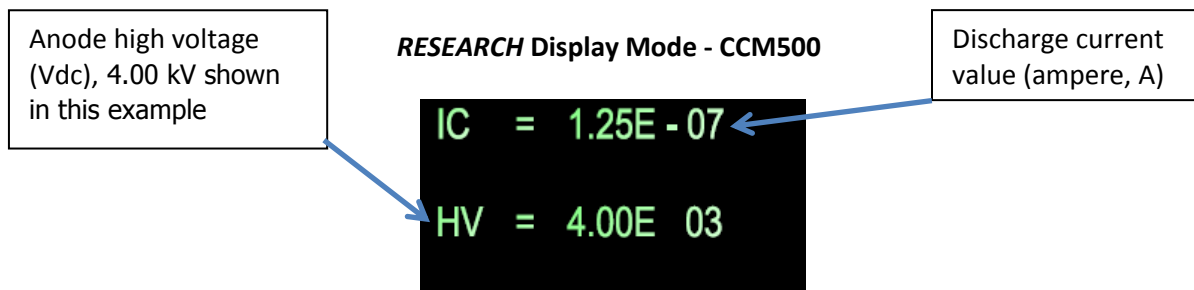 Anode high voltage
(Vdc), 4.00 kV shown
in this example
RESEARCH Display Mode - CCM500
Discharge current
value (ampere, A)
IC = 1.25E - 07
HV = 4.00E 03